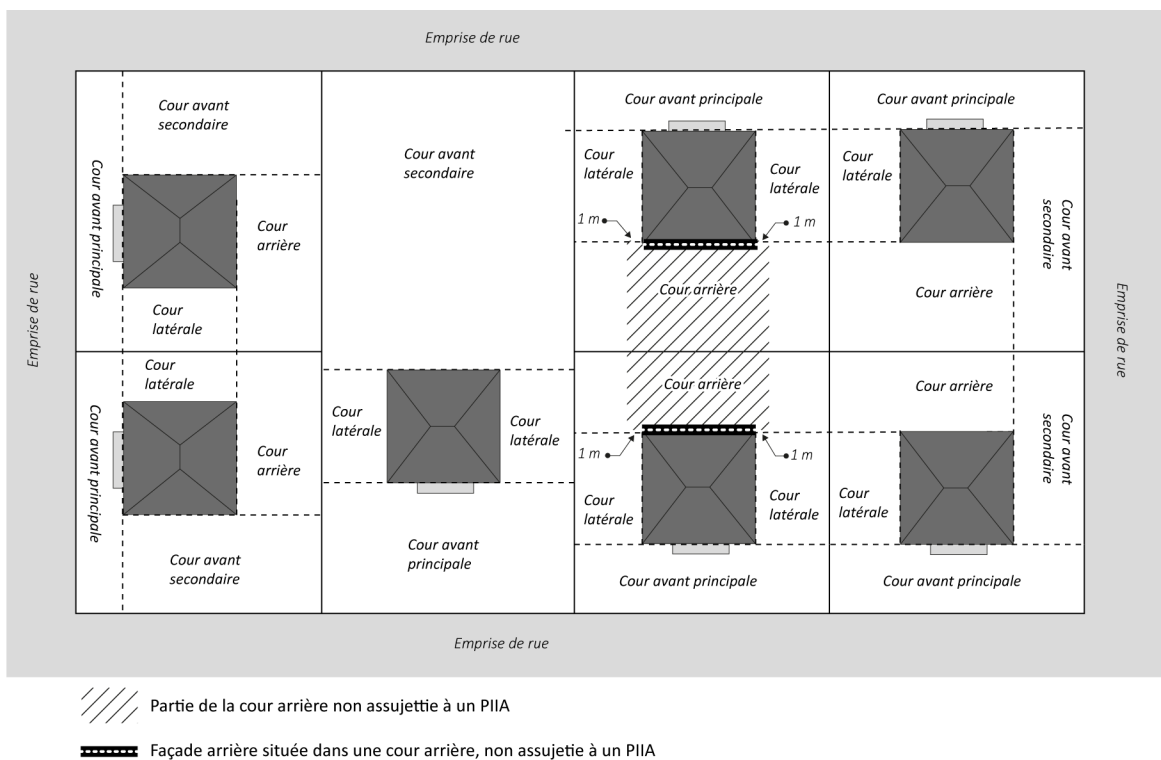 Emprise de rue
Cour avant
secondaire
Cour avant principale
Cour
arrière
Cour
latérale
Cour avant
secondaire
Cour avant principale
Cour
latérale
Cour
latérale
1 m
1 m
Cour arrière
Cour avant principale
Cour
latérale
Cour avant
secondaire
Cour arrière
Emprise de rue
Emprise de rue
Cour
latérale
Cour avant principale
Cour
arrière
Cour avant
secondaire
Cour
latérale
Cour
latérale
Cour avant
principale
Cour arrière
1 m
1 m
Cour
latérale
Cour
latérale
Cour avant principale
Cour arrière
Cour avant
secondaire
Cour
latérale
Cour avant principale
Emprise de rue
Partie de la cour arrière non assujettie à un PIIA
Façade arrière située dans une cour arrière, non assujetie à un PIIA